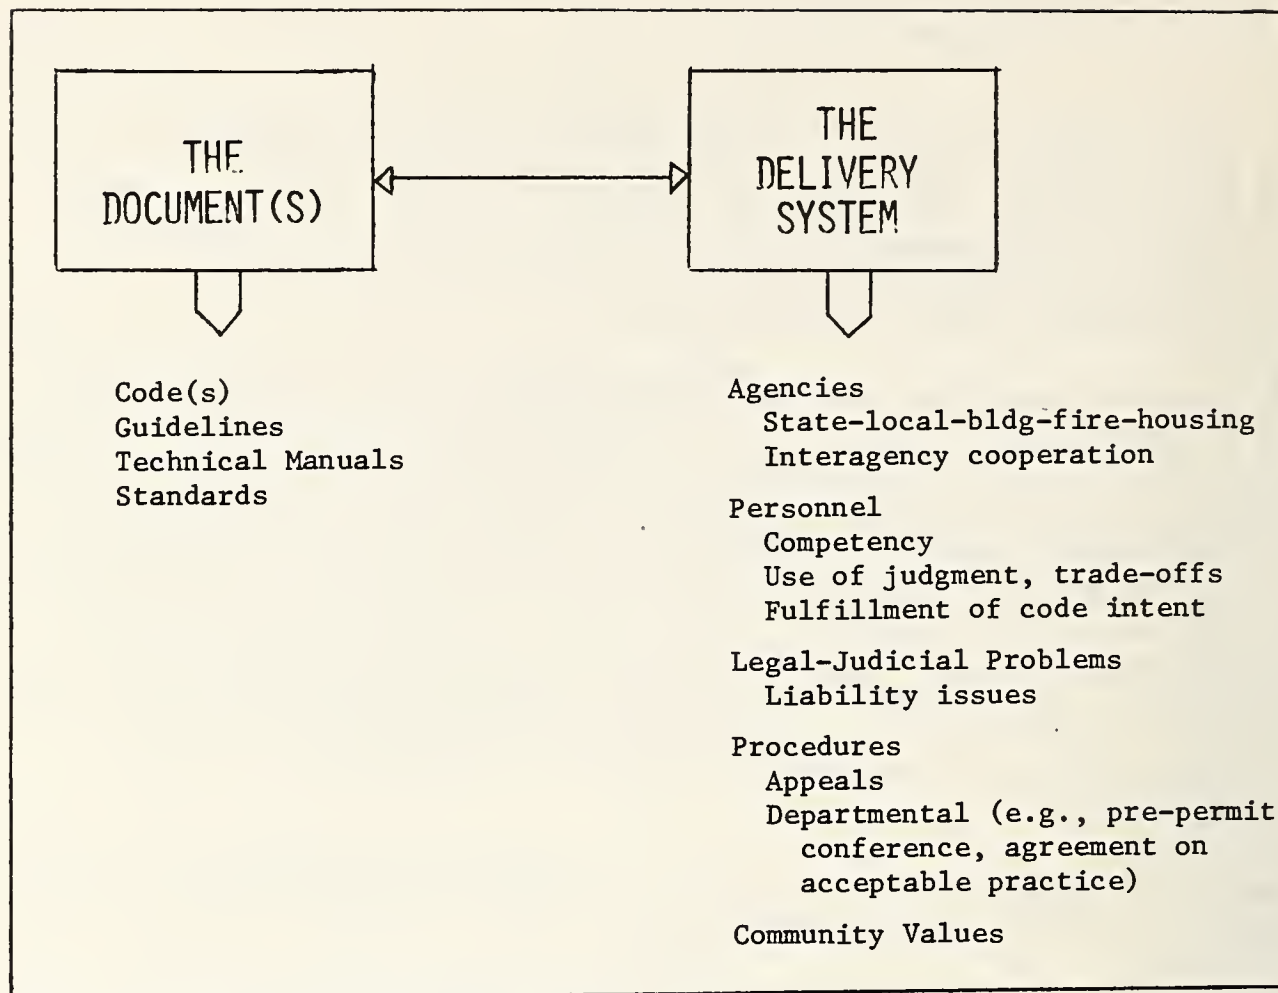 THE
DOCUMENT(S)
THE
DELIVERY
SYSTEM
Code(s)
Guidelines
Technical Manuals
Standards
Agencies
State-local-bldg-fire-housing
Interagency cooperation
Personnel
Competency
Use of judgment, trade-offs
Fulfillment of code intent
Legal-Judicial Problems
Liability issues
Procedures
Appeals
Departmental (e.g., pre-permit
conference, agreement on
acceptable practice)
Community Values